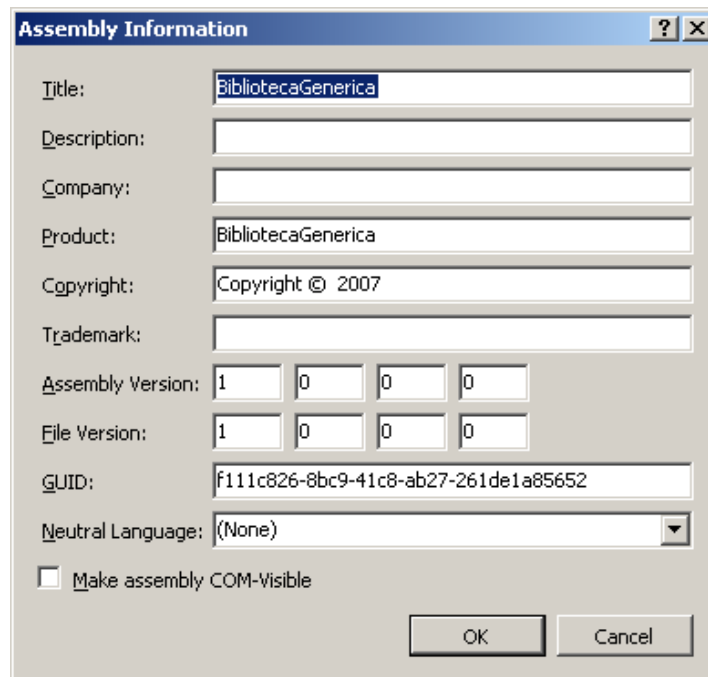 Assembly Information
Title: BibliotecaGenerica
Description:
Company:
Product: BibliotecaGenerica
Copyright: Copyright ©  2007
Trademark:
Assembly Version: 1 0 0 0
File Version: 1 0 0 0
GUID: f111c826-8bc9-41c8-ab27-261de1a85652
Neutral Language: (None)
Make assembly COM-Visible
OK Cancel